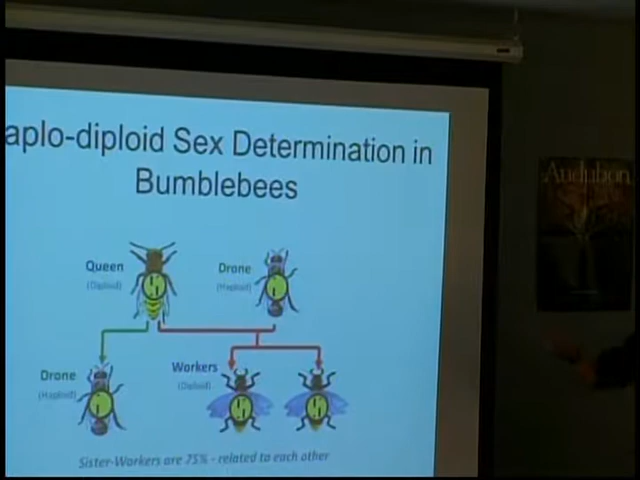 aplo-diploid Sex Determination in
Bumblebees
Queen
(Diploid)
Drone
(Haploid)
Drone
(Haploid)
Workers
(Diploid)
Sister-Workers are 75% - related to each other
Audubon